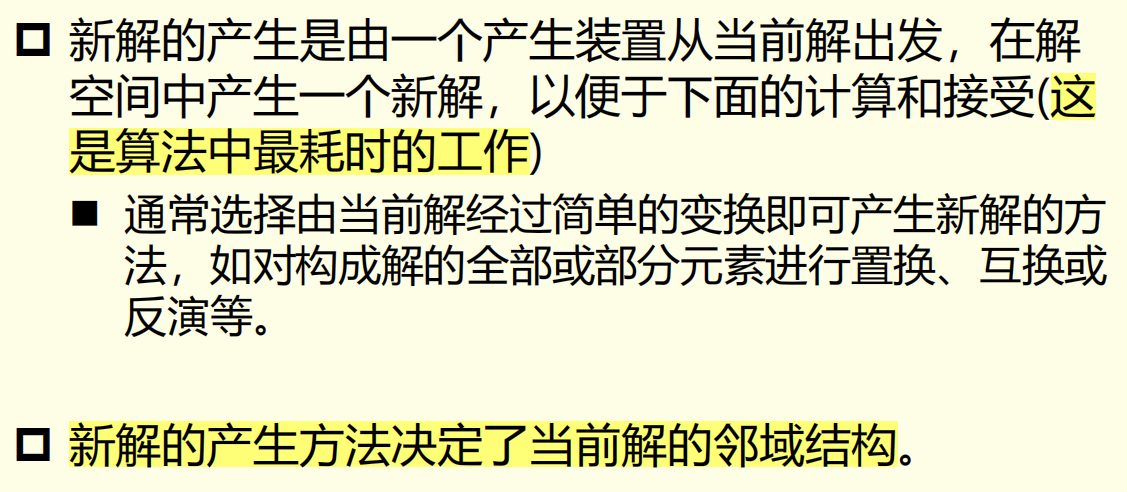 新解的产生是由一个产生装置从当前解出发，在解
空间中产生一个新解，以便于下面的计算和接受(这
是算法中最耗时的工作)
通常选择由当前解经过简单的变换即可产生新解的方
法，如对构成解的全部或部分元素进行置换、互换或
反演等。
新解的产生方法决定了当前解的邻域结构。